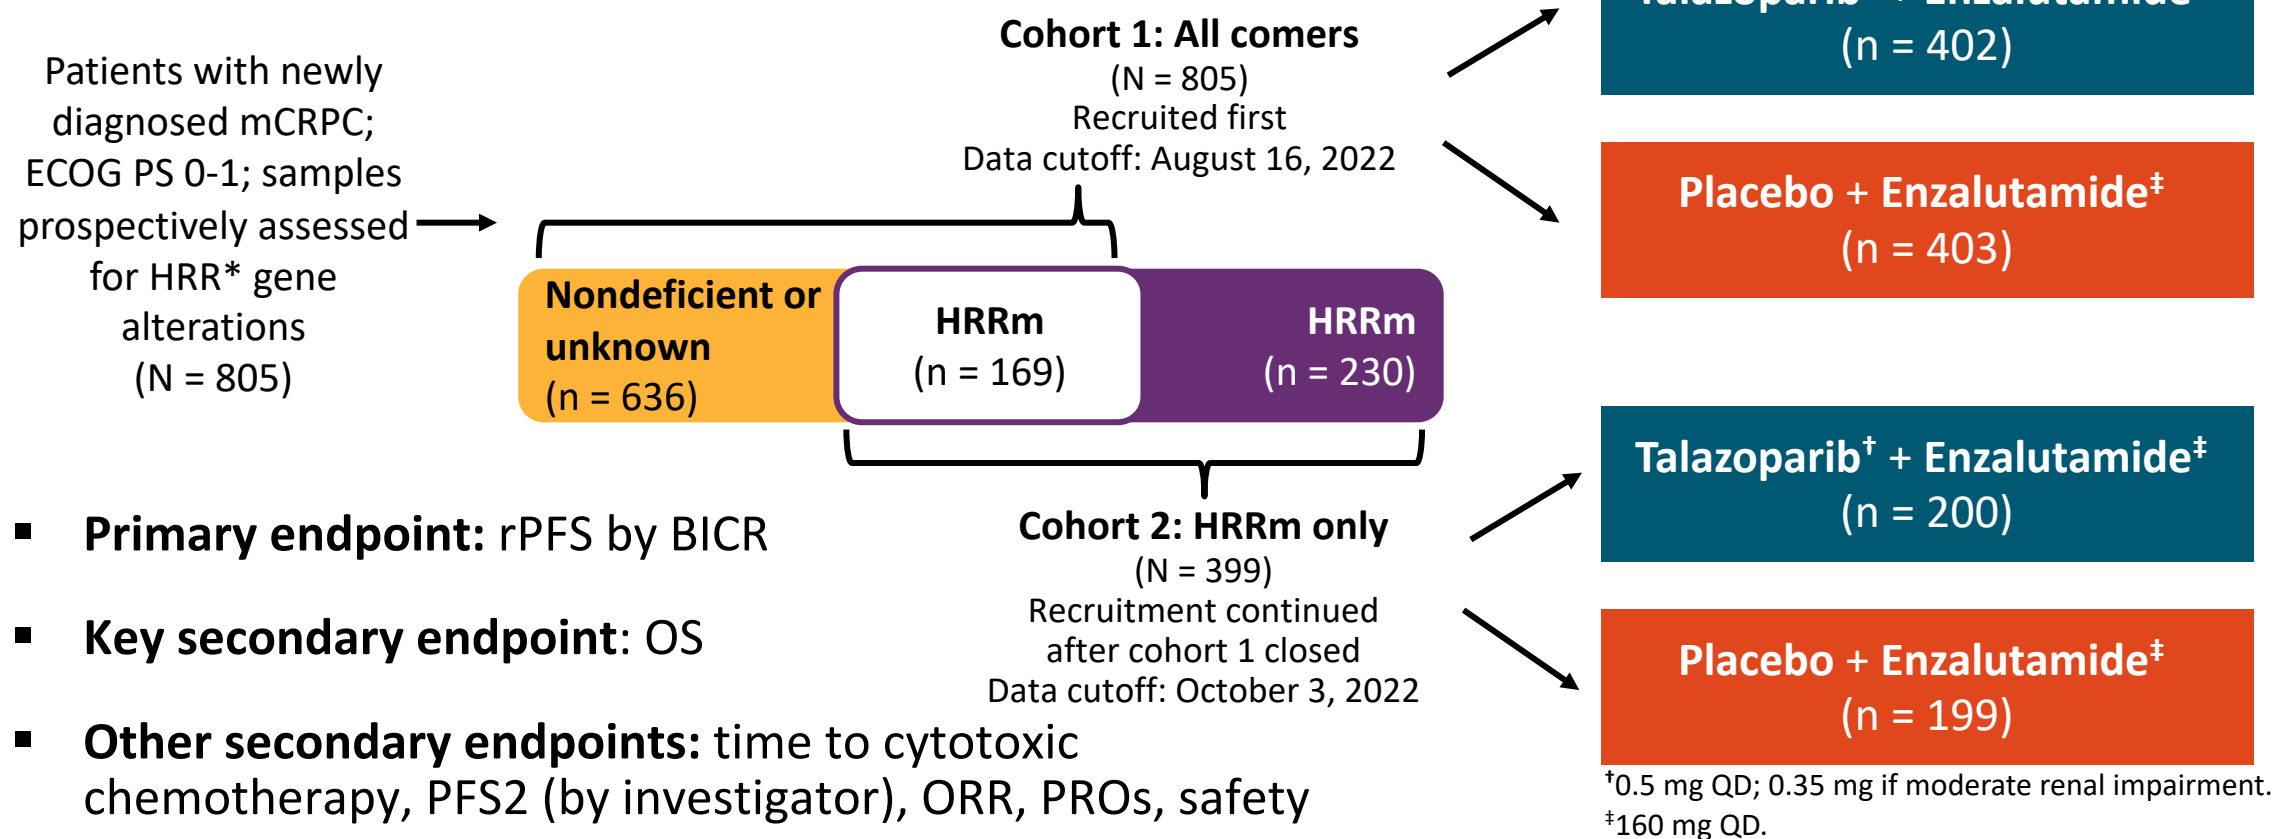 Patients with newly
diagnosed mCRPC;
ECOG PS 0-1; samples
prospectively assessed
for HRR* gene
alterations
(N = 805)
Cohort 1: All comers
(N = 805)
Recruited first
Data cutoff: August 16, 2022
Talazoparib + Enzalutamide
(n = 402)
Placebo + Enzalutamide‡
(n = 403)
Nondeficient or
unknown
(n = 636)
HRRm
(n = 169)
HRRm
(n = 230)
Cohort 2: HRRm only
(N = 399)
Recruitment continued
after cohort 1 closed
Data cutoff: October 3, 2022
Talazoparib† + Enzalutamide‡
(n = 200)
Placebo + Enzalutamide‡
(n = 199)
▪ Primary endpoint: rPFS by BICR
▪ Key secondary endpoint: OS
▪ Other secondary endpoints: time to cytotoxic
chemotherapy, PFS2 (by investigator), ORR, PROs, safety
†0.5 mg QD; 0.35 mg if moderate renal impairment.
‡160 mg QD.